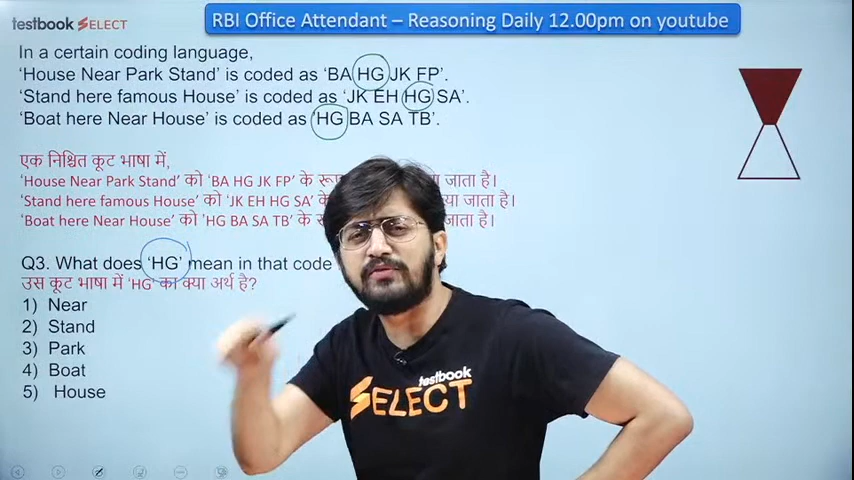 testbook SELECT
RBI Office Attendant – Reasoning Daily 12.00pm on youtube
In a certain coding language,
‘House Near Park Stand’ is coded as ‘BA HG JK FP’.
‘Stand here famous House’ is coded as ‘JK EH HG SA’.
‘Boat here Near House’ is coded as ‘HG BA SA TB’.
एक निश्चित कूट भाषा में,
‘House Near Park Stand’ को ‘BA HG JK FP’ के जाता है।
‘Stand here famous House’ को ‘JK EH HG SA’ के जाता है।
‘Boat here Near House’ को ‘HG BA SA TB’ के जाता है।
Q3. What does ‘HG’ mean in that code
उस कूट भाषा में ‘HG’ का क्या अर्थ है?
1) Near
2) Stand
3) Park
4) Boat
5) House
testbook
SELECT